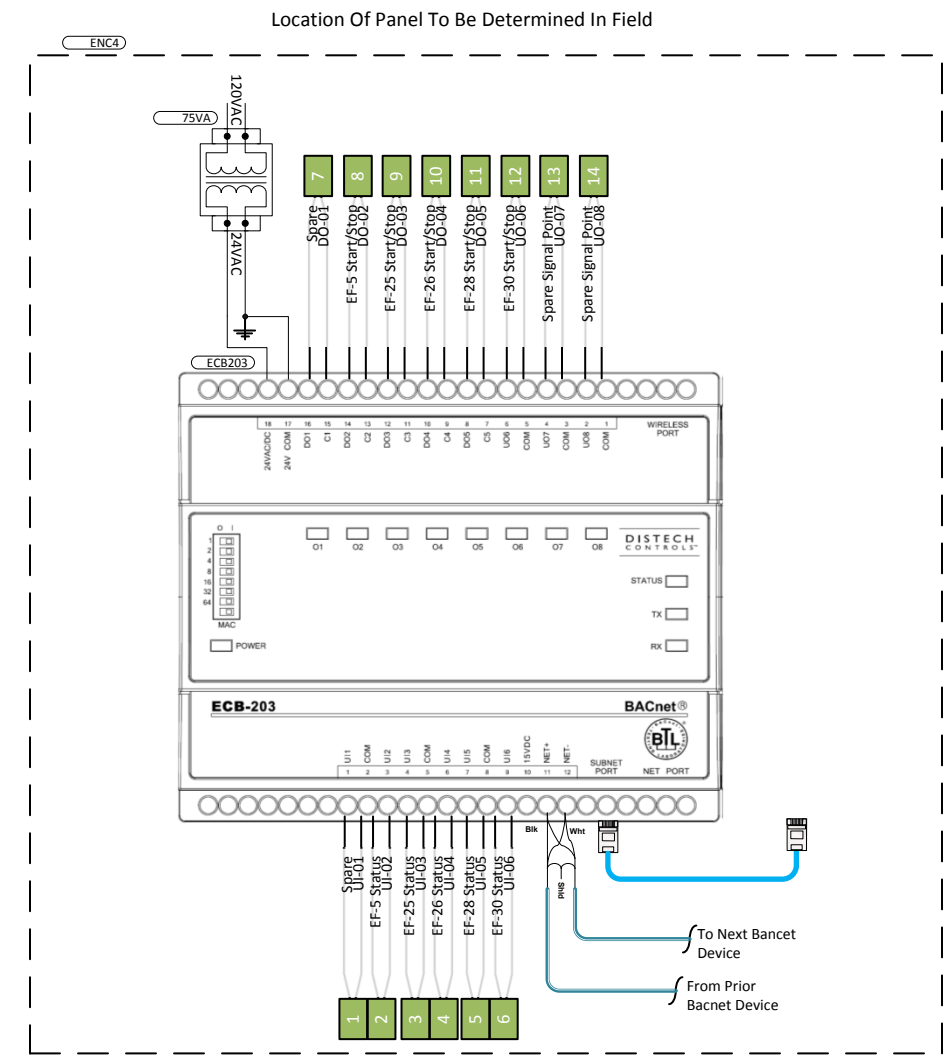 Location Of Panel To Be Determined In Field
ENC4
120VAC
75VA
24VAC
7
8
9
10
11
12
13
14
Spare
DO-01
EF-5 Start/Stop
DO-02
EF-25 Start/Stop
DO-03
EF-26 Start/Stop
DO-04
EF-28 Start/Stop
DO-05
EF-30 Start/Stop
UO-06
Spare Signal Point
UO-07
Spare Signal Point
UO-08
ECB203
18 17 16 15 14 13 12 11 10 9 8 7 6 5 4 3 2 1
24VAC/DC
24V COM
DO1
C1
DO2
C2
DO3
C3
DO4
C4
DO5
C5
UO6
COM
UO7
COM
UO8
COM
WIRELESS
PORT
O I
1
2
4
8
16
32
64
MAC
POWER
O1 O2 O3 O4 O5 O6 O7 O8
DISTECH
CONTROLS™
STATUS
TX
RX
ECB-203
BACnet®
BTL
UI1
COM
UI2
UI3
COM
UI4
UI5
COM
UI6
15VDC
NET+
NET-
1 2 3 4 5 6 7 8 9 10 11 12
SUBNET
PORT
NET PORT
Blk
Wht
Shld
Spare
UI-01
EF-5 Status
UI-02
EF-25 Status
UI-03
EF-26 Status
UI-04
EF-28 Status
UI-05
EF-30 Status
UI-06
To Next Bancet
Device
From Prior
Bacnet Device
1
2
3
4
5
6